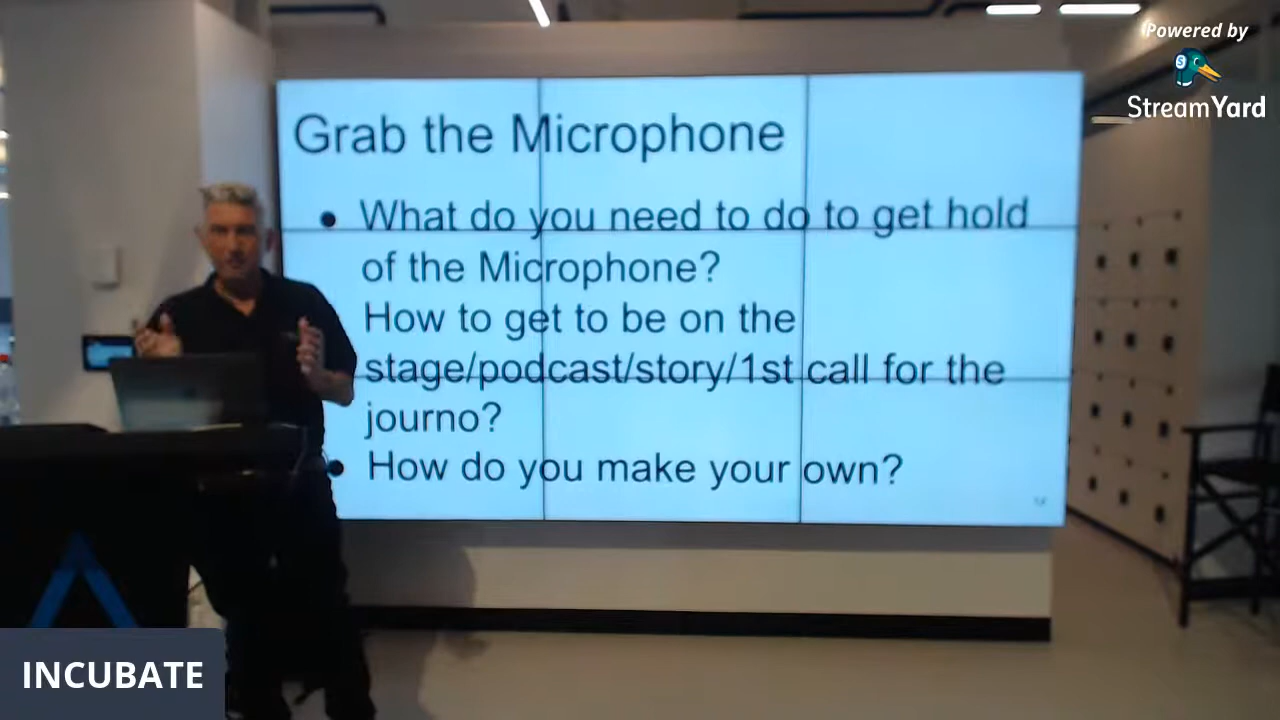 Powered by
StreamYard
Grab the Microphone
• What do you need to do to get hold
of the Microphone?
How to get to be on the
stage/podcast/story/1st call for the
journo?
• How do you make your own?
INCUBATE